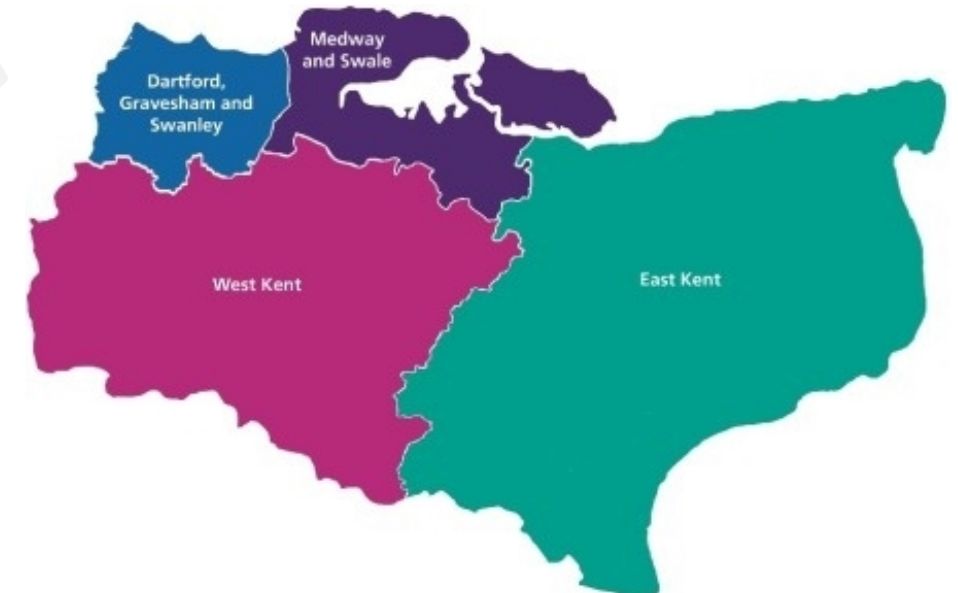 Medway
and Swale
Dartford,
Gravesham and
Swanley
West Kent
East Kent